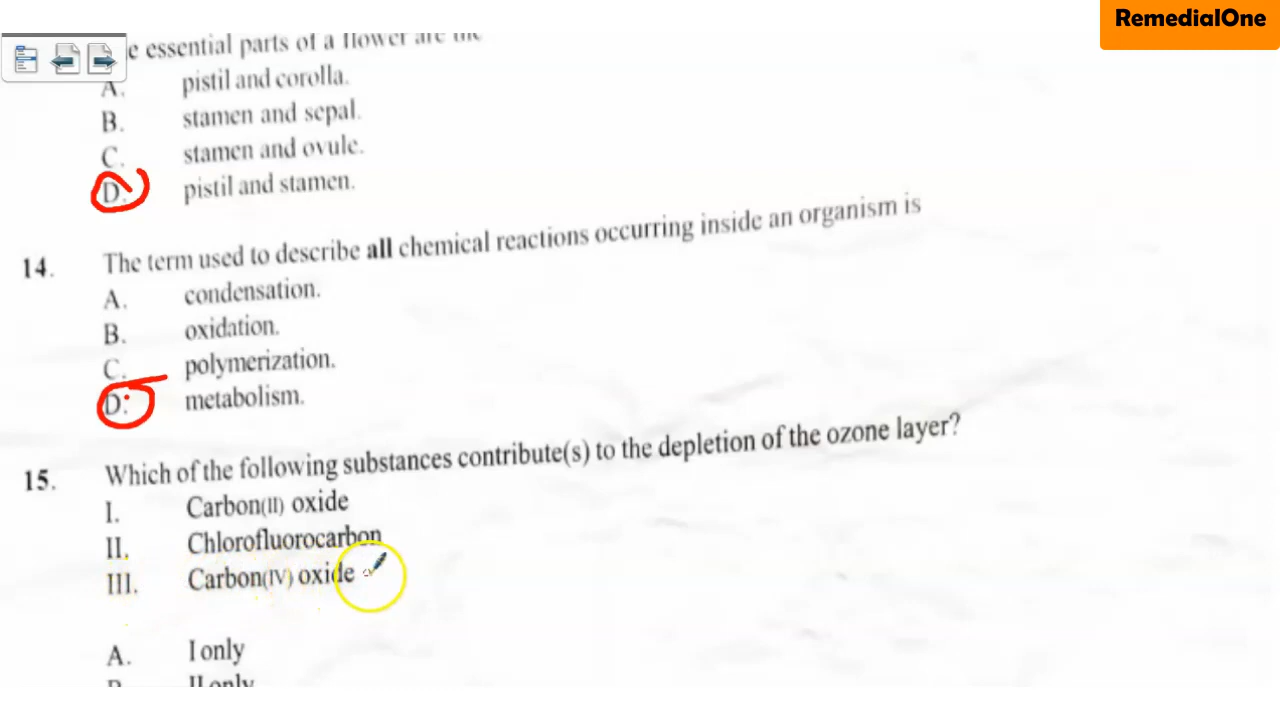 RemedialOne
e essential parts of a flower are the
A. pistil and corolla.
B. stamen and sepal.
C. stamen and ovule.
D. pistil and stamen.
14. The term used to describe all chemical reactions occurring inside an organism is
A. condensation.
B. oxidation.
C. polymerization.
D. metabolism.
15. Which of the following substances contribute(s) to the depletion of the ozone layer?
I. Carbon(II) oxide
II. Chlorofluorocarbon
III. Carbon(IV) oxide
A. I only
B. II only